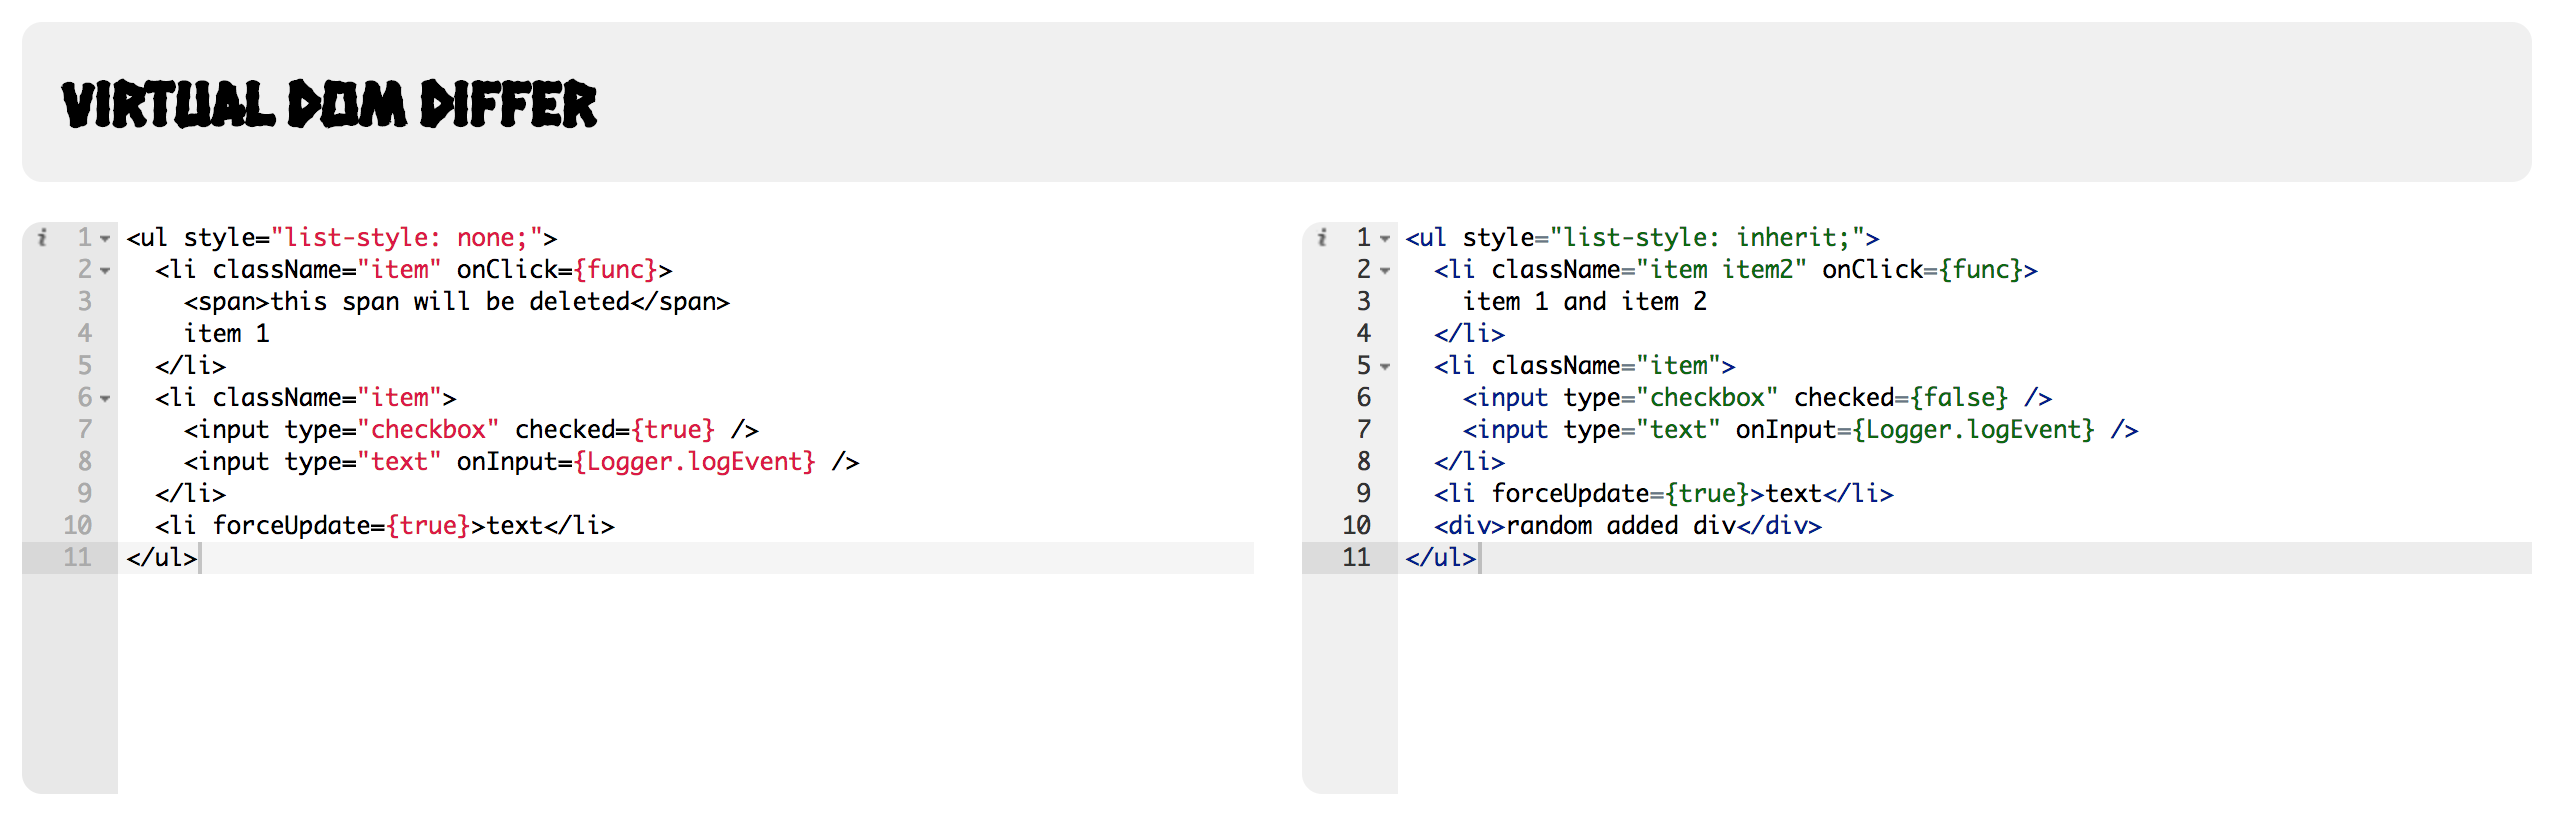 VIRTUAL DOM DIFFER
i 1 <ul style="list-style: none;">
2 <li className="item" onClick={func}>
3 <span>this span will be deleted</span>
4 item 1
5 </li>
6 <li className="item">
7 <input type="checkbox" checked={true} />
8 <input type="text" onInput={Logger.logEvent} />
9 </li>
10 <li forceUpdate={true}>text</li>
11 </ul>
i 1 <ul style="list-style: inherit;">
2 <li className="item item2" onClick={func}>
3 item 1 and item 2
4 </li>
5 <li className="item">
6 <input type="checkbox" checked={false} />
7 <input type="text" onInput={Logger.logEvent} />
8 </li>
9 <li forceUpdate={true}>text</li>
10 <div>random added div</div>
11 </ul>